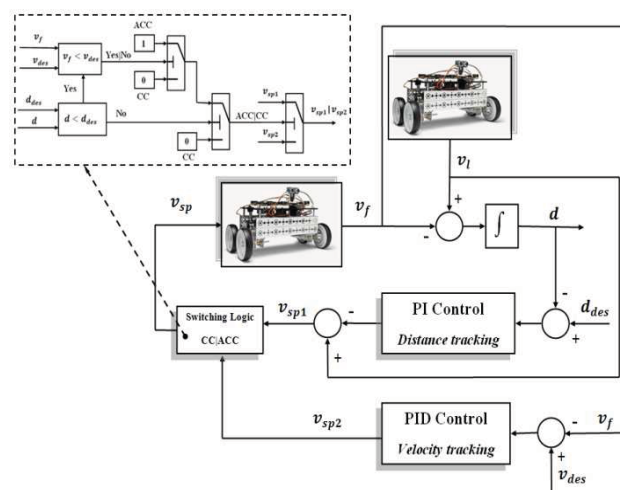 ACC
v_f
v_des
v_f < v_des
Yes|No
1
0
CC
Yes
d_des
d
d < d_des
No
0
CC
ACC|CC
v_sp1
v_sp2
v_sp1|v_sp2
v_l
v_sp
v_f
+
-
∫
d
Switching Logic
CC|ACC
v_sp1
-
+
PI Control
Distance tracking
-
+
d_des
v_sp2
PID Control
Velocity tracking
-
+
v_f
v_des